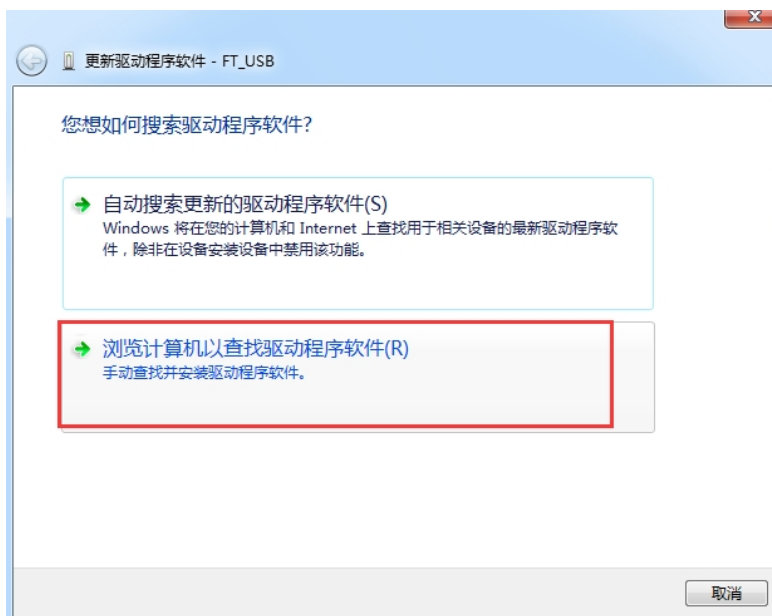 更新驱动程序软件 - FT_USB
您想如何搜索驱动程序软件?
自动搜索更新的驱动程序软件(S)
Windows 将在您的计算机和 Internet 上查找用于相关设备的最新驱动程序软
件，除非在设备安装设备中禁用该功能。
浏览计算机以查找驱动程序软件(R)
手动查找并安装驱动程序软件。
取消